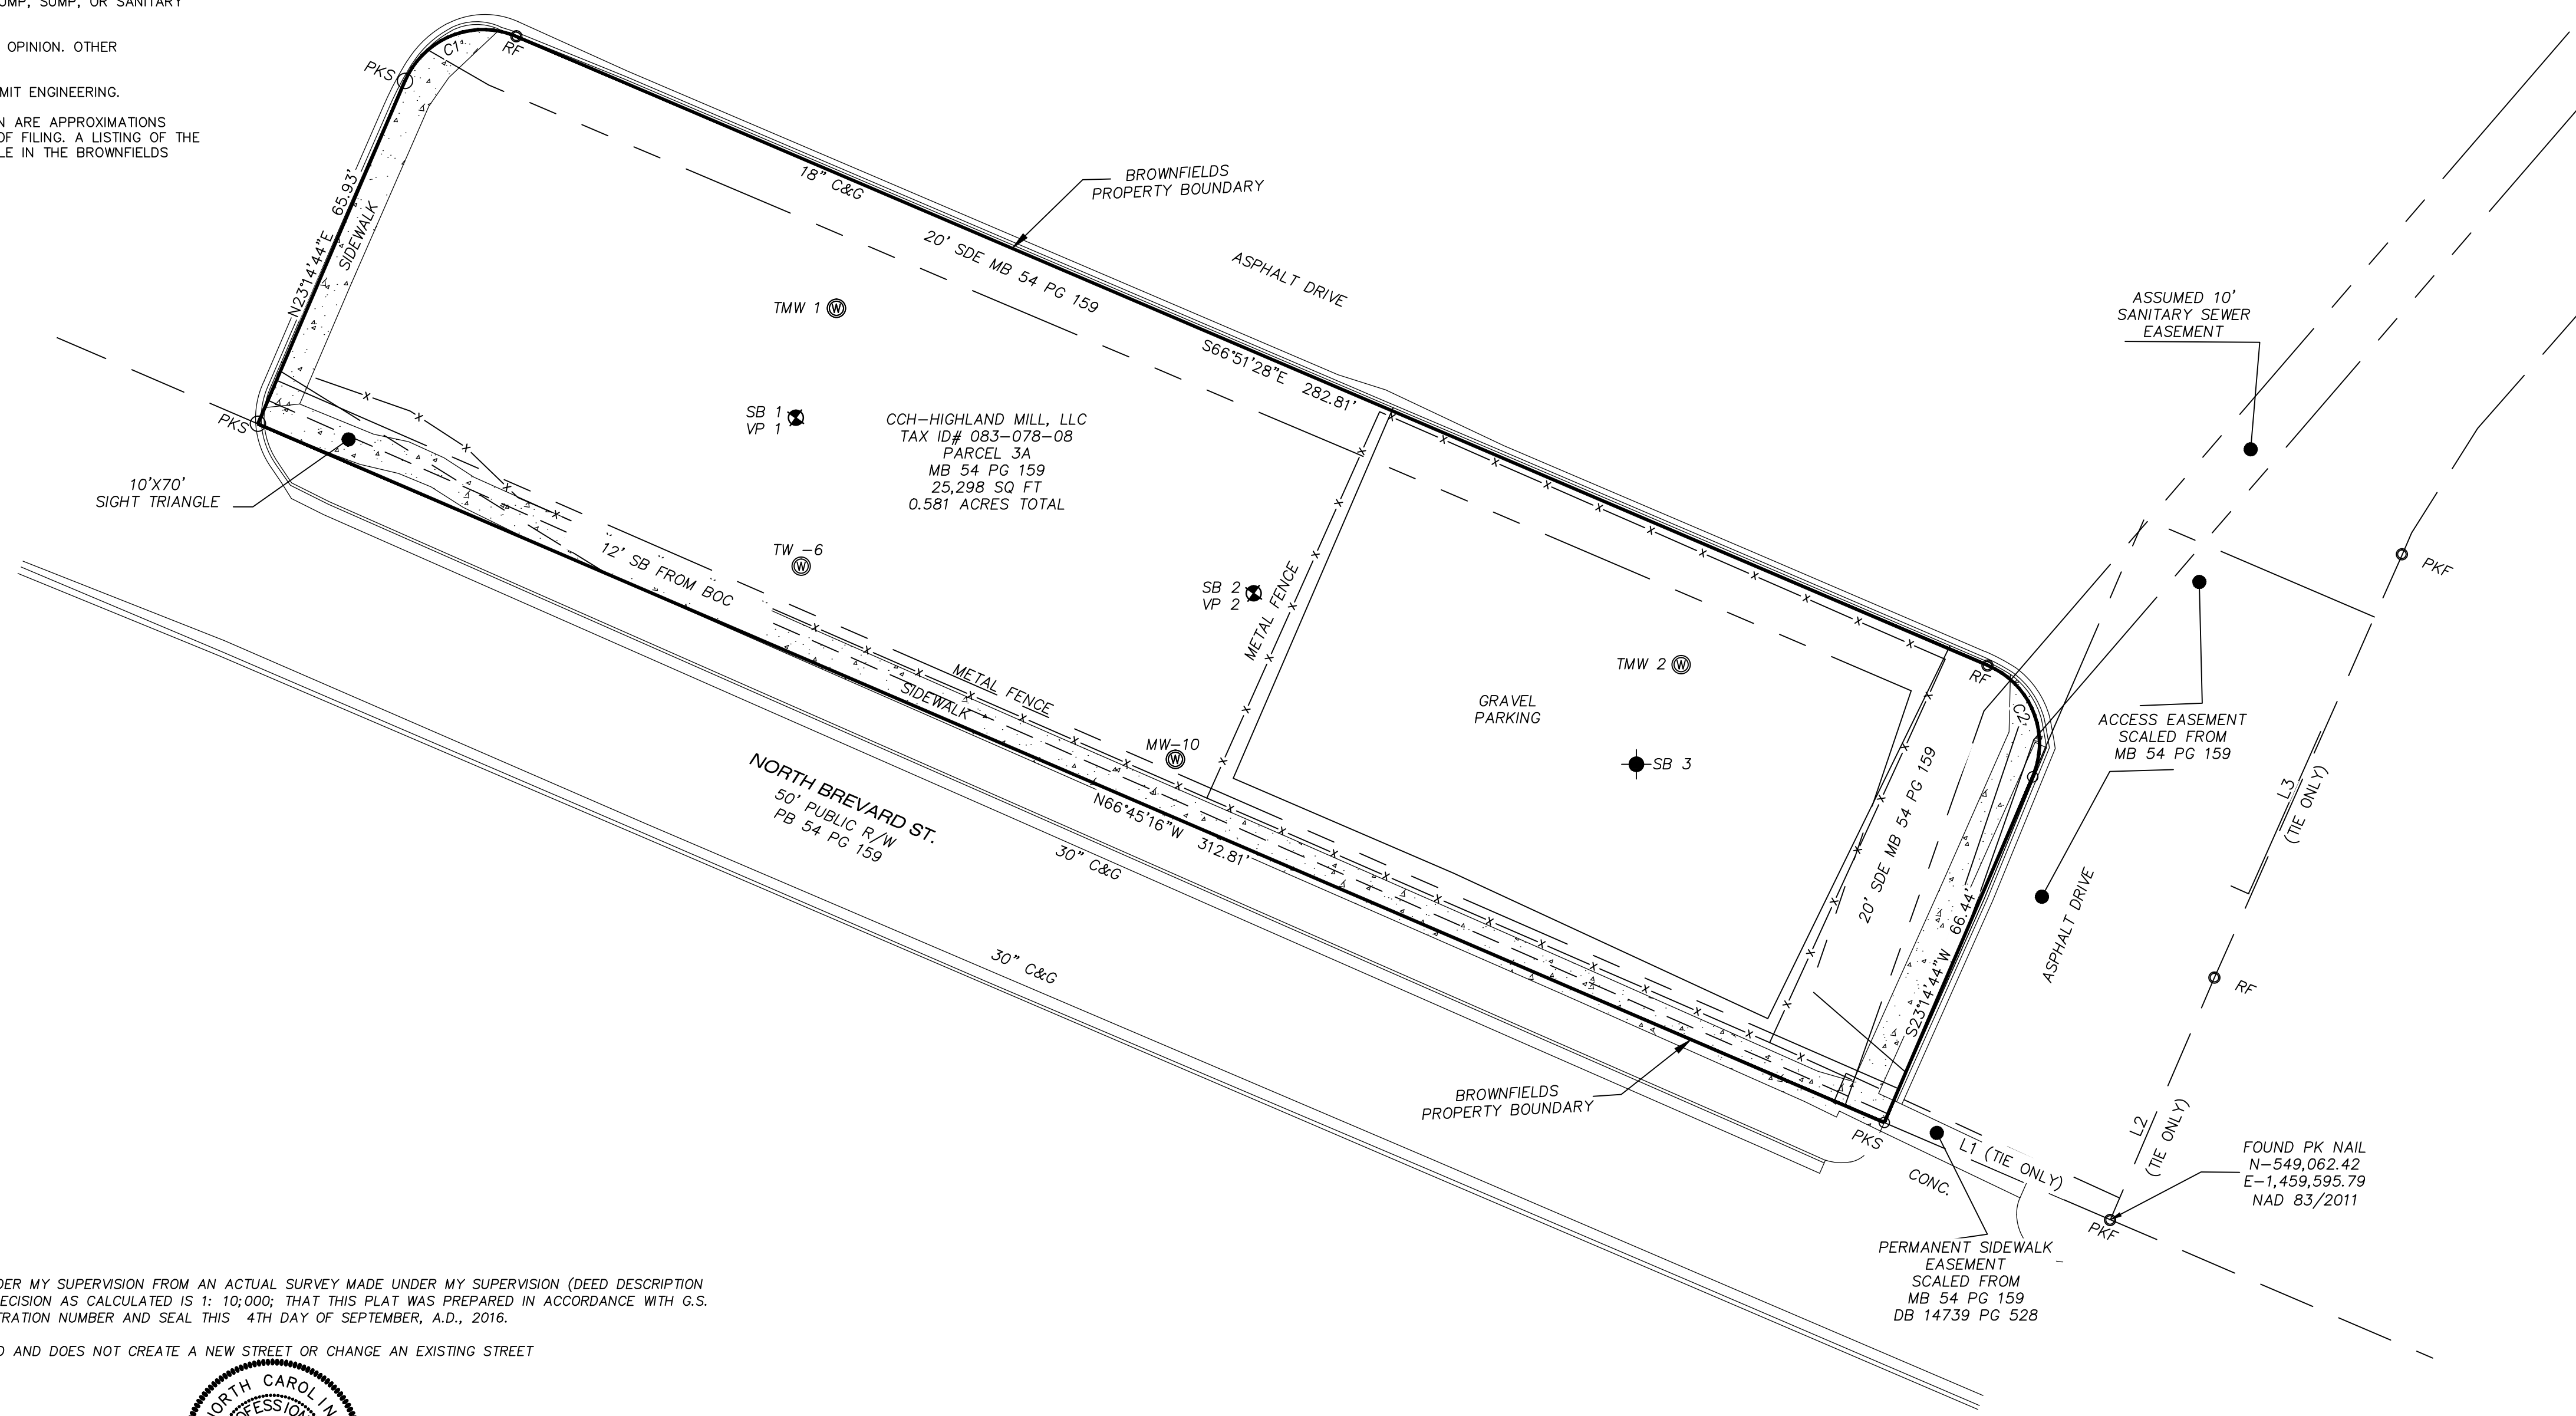 UMP, SUMP, OR SANITARY
OPINION. OTHER
MIT ENGINEERING.
N ARE APPROXIMATIONS
OF FILING. A LISTING OF THE
LE IN THE BROWNFIELDS
C1
RF
PKS
N23°14'44"E 65.93'
SIDEWALK
18" C&G
BROWNFIELDS
PROPERTY BOUNDARY
20' SDE MB 54 PG 159
ASPHALT DRIVE
S66°51'28"E 282.81'
TMW 1 W
SB 1
VP 1
CCH-HIGHLAND MILL, LLC
TAX ID# 083-078-08
PARCEL 3A
MB 54 PG 159
25,298 SQ FT
0.581 ACRES TOTAL
PKS
10'X70'
SIGHT TRIANGLE
TW -6
W
12' SB FROM BOC
SB 2
VP 2
METAL FENCE
METAL FENCE
SIDEWALK
MW-10
W
TMW 2 W
GRAVEL
PARKING
SB 3
NORTH BREVARD ST.
50' PUBLIC R/W
PB 54 PG 159
N66°45'16"W 312.81'
30" C&G
30" C&G
RF
C2
20' SDE MB 54 PG 159
S23°14'44"W 66.44'
ASPHALT DRIVE
ASSUMED 10'
SANITARY SEWER
EASEMENT
PKF
ACCESS EASEMENT
SCALED FROM
MB 54 PG 159
L3
(TIE ONLY)
RF
L2
(TIE ONLY)
BROWNFIELDS
PROPERTY BOUNDARY
PKS
L1 (TIE ONLY)
CONC.
PKF
FOUND PK NAIL
N-549,062.42
E-1,459,595.79
NAD 83/2011
PERMANENT SIDEWALK
EASEMENT
SCALED FROM
MB 54 PG 159
DB 14739 PG 528
DER MY SUPERVISION FROM AN ACTUAL SURVEY MADE UNDER MY SUPERVISION (DEED DESCRIPTION
ECISION AS CALCULATED IS 1: 10;000; THAT THIS PLAT WAS PREPARED IN ACCORDANCE WITH G.S.
TRATION NUMBER AND SEAL THIS 4TH DAY OF SEPTEMBER, A.D., 2016.
D AND DOES NOT CREATE A NEW STREET OR CHANGE AN EXISTING STREET
ORTH CAROLIN
OFESSION